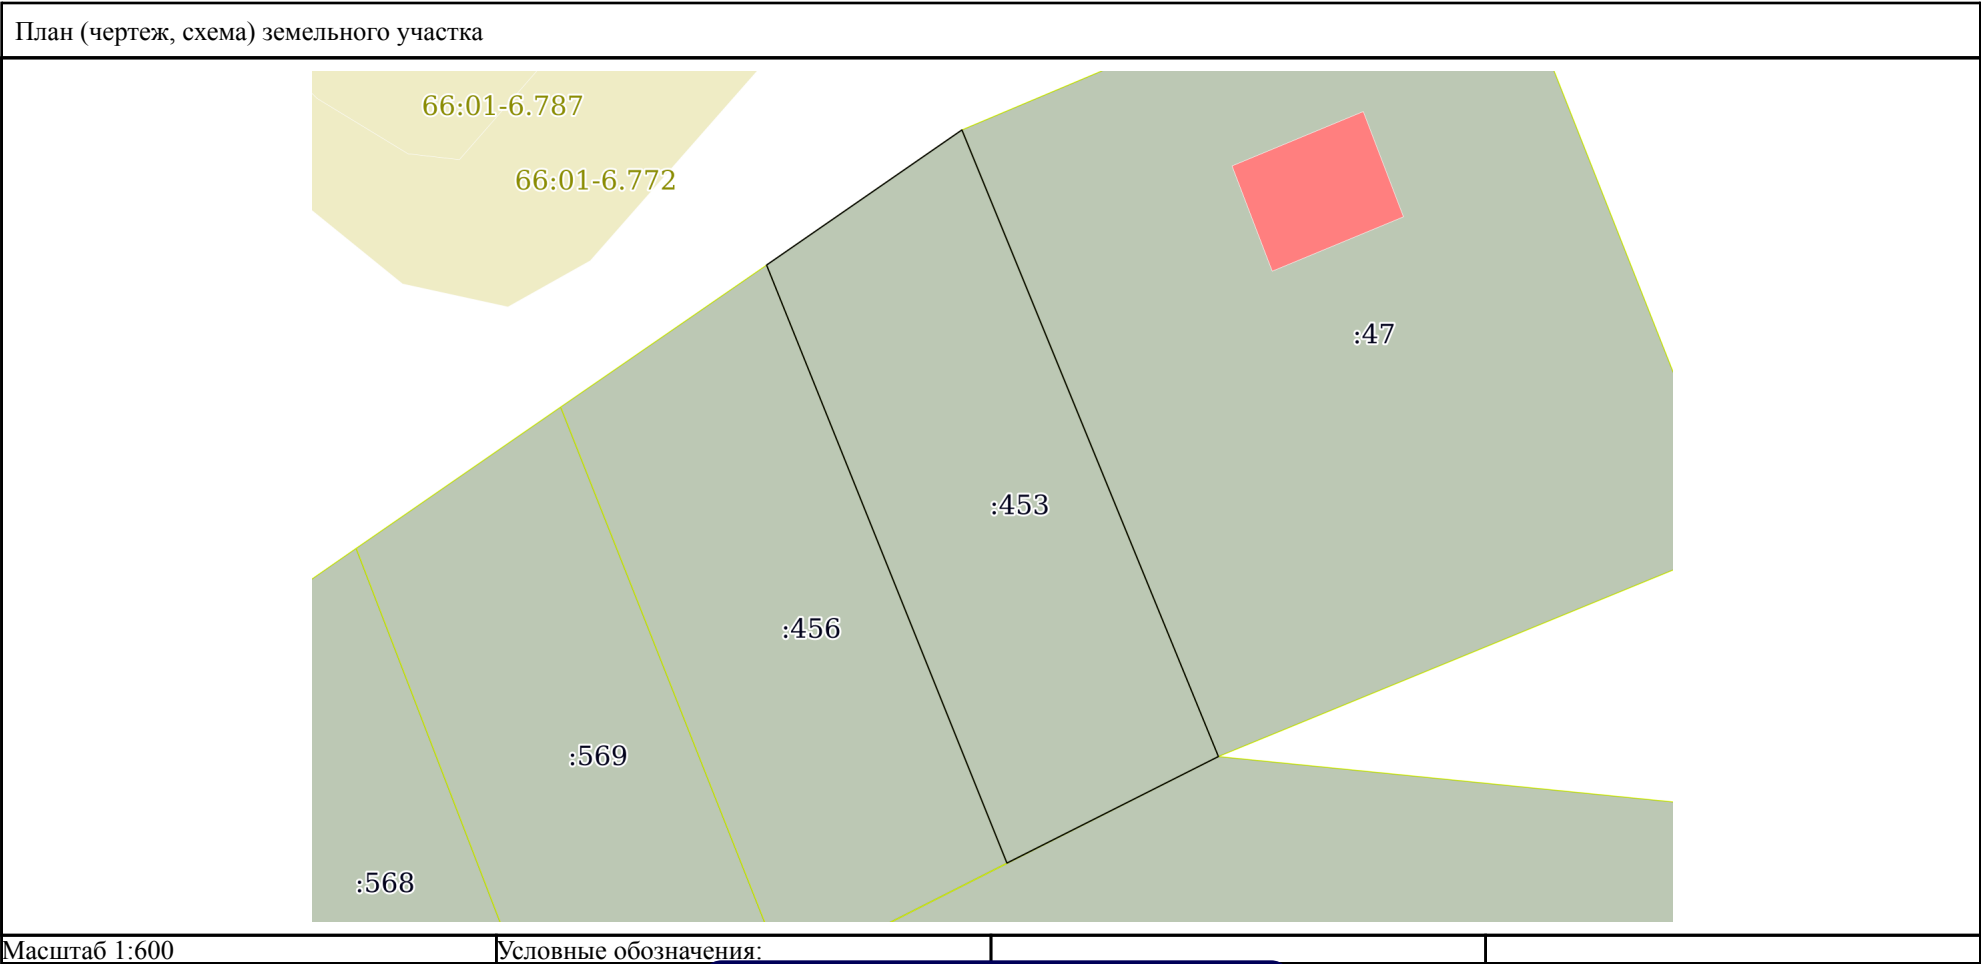 План (чертеж, схема) земельного участка
66:01-6.787
66:01-6.772
:47
:453
:456
:569
:568
Масштаб 1:600
Условные обозначения: